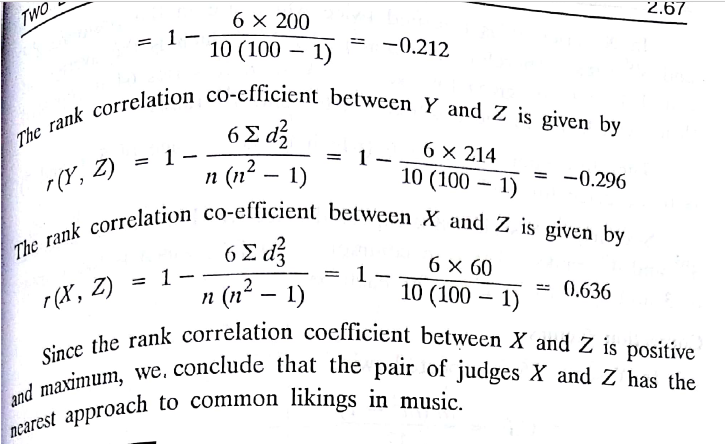 TWO 2.67
= 1 − 6 × 200 / 10 (100 − 1) = −0.212
The rank correlation co-efficient between Y and Z is given by
r (Y, Z) = 1 − 6 Σ d₂² / n (n² − 1) = 1 − 6 × 214 / 10 (100 − 1) = −0.296
The rank correlation co-efficient between X and Z is given by
r (X, Z) = 1 − 6 Σ d₃² / n (n² − 1) = 1 − 6 × 60 / 10 (100 − 1) = 0.636
Since the rank correlation coefficient between X and Z is positive
and maximum, we, conclude that the pair of judges X and Z has the
nearest approach to common likings in music.